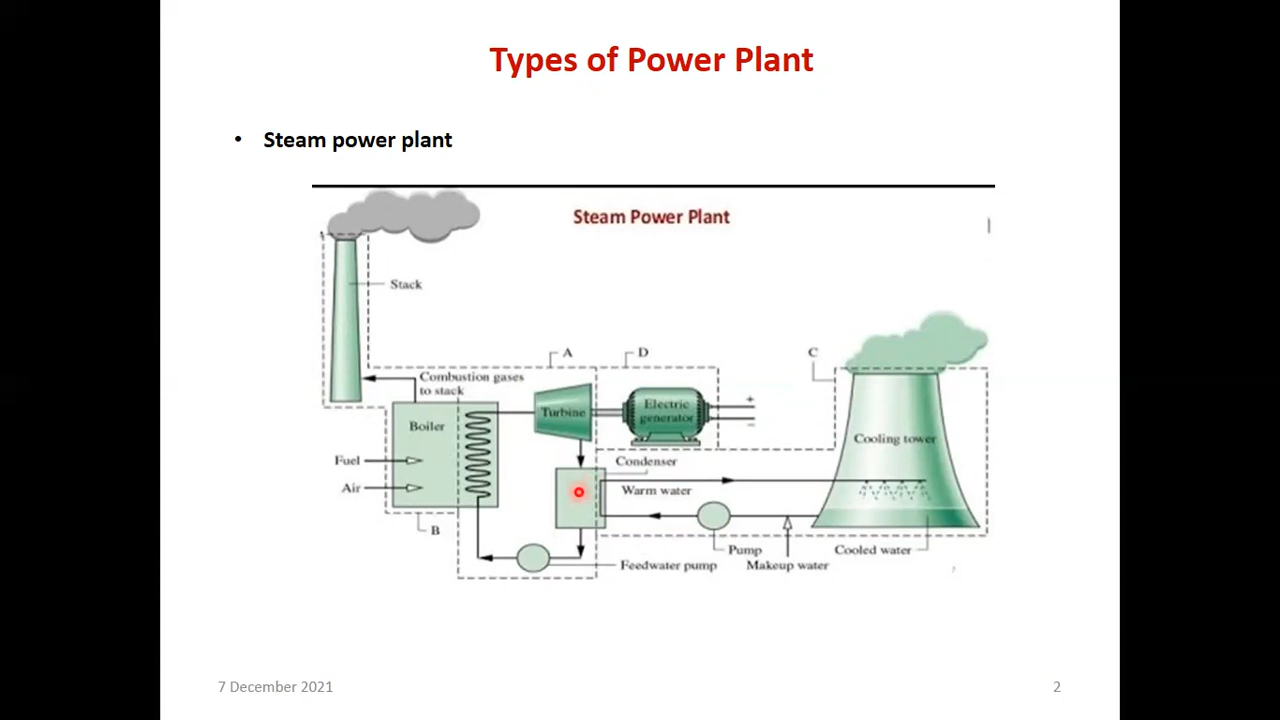 Types of Power Plant
• Steam power plant
Steam Power Plant
Stack
A
D
C
Combustion gases
to stack
Turbine
Electric
generator
+
−
Boiler
Cooling tower
Fuel
Condenser
Air
Warm water
B
Pump
Cooled water
Feedwater pump
Makeup water
7 December 2021
2